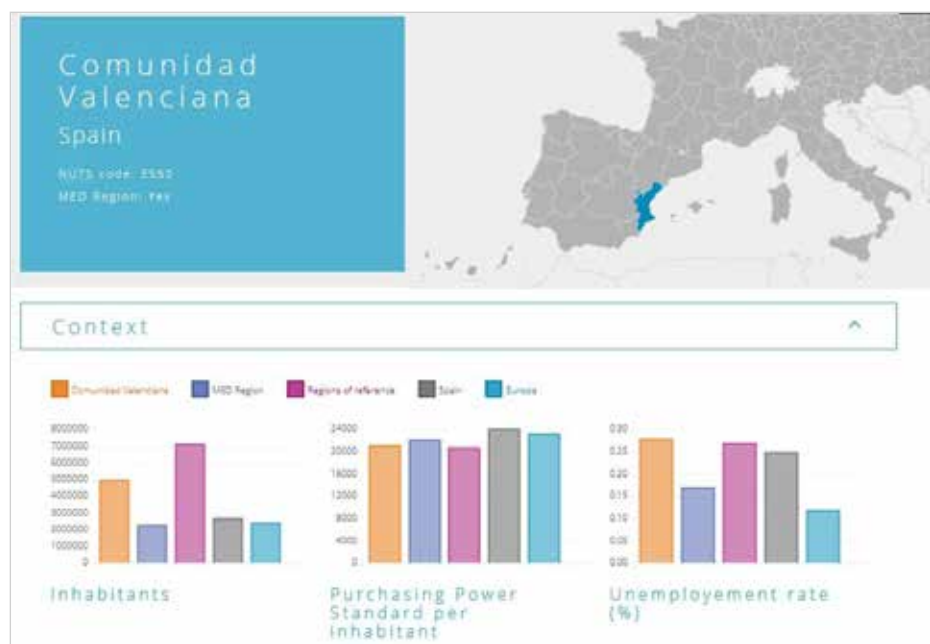 Comunidad
Valenciana
Spain
NUTS code: ES52
MED Region: Yes
Context
Comunidad Valenciana
MED Region
Regions of reference
Spain
Europe
8000000
7000000
6000000
5000000
4000000
3000000
2000000
1000000
0
24000
20000
16000
12000
8000
4000
0
0.30
0.25
0.20
0.15
0.10
0.05
0.00
Inhabitants
Purchasing Power
Standard per
inhabitant
Unemployement rate
(%)